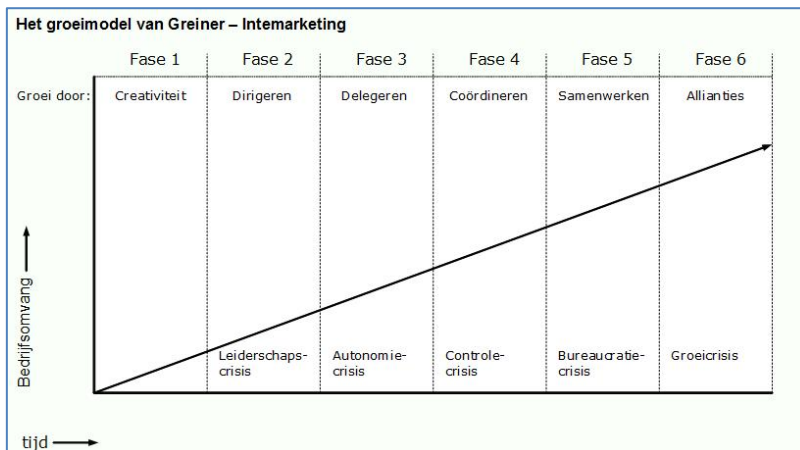 Het groeimodel van Greiner – Intemarketing
Fase 1 Fase 2 Fase 3 Fase 4 Fase 5 Fase 6
Groei door: Creativiteit Dirigeren Delegeren Coördineren Samenwerken Allianties
Bedrijfsomvang
Leiderschaps- Autonomie- Controle- Bureaucratie- Groeicrisis
crisis crisis crisis crisis
tijd